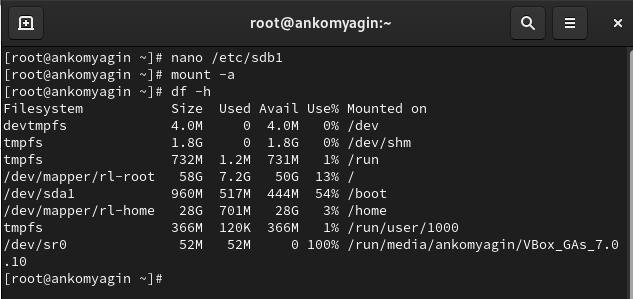 root@ankomyagin:~
[root@ankomyagin ~]# nano /etc/sdb1
[root@ankomyagin ~]# mount -a
[root@ankomyagin ~]# df -h
Filesystem           Size  Used Avail Use% Mounted on
devtmpfs             4.0M     0  4.0M   0% /dev
tmpfs                1.8G     0  1.8G   0% /dev/shm
tmpfs                732M  1.2M  731M   1% /run
/dev/mapper/rl-root   58G  7.2G   50G  13% /
/dev/sda1            960M  517M  444M  54% /boot
/dev/mapper/rl-home   28G  701M   28G   3% /home
tmpfs                366M  120K  366M   1% /run/user/1000
/dev/sr0              52M   52M     0 100% /run/media/ankomyagin/VBox_GAs_7.0
.10
[root@ankomyagin ~]#